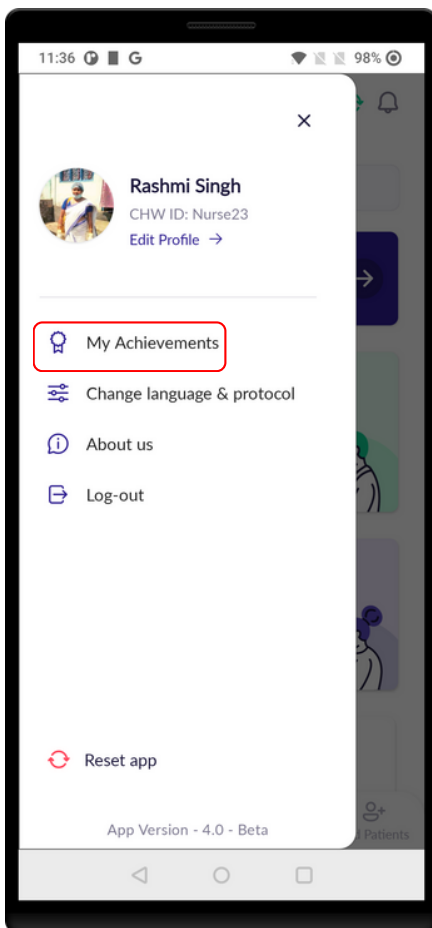 11:36 G 98%
Rashmi Singh
CHW ID: Nurse23
Edit Profile →
My Achievements
Change language & protocol
About us
Log-out
Reset app
App Version - 4.0 - Beta
Patients